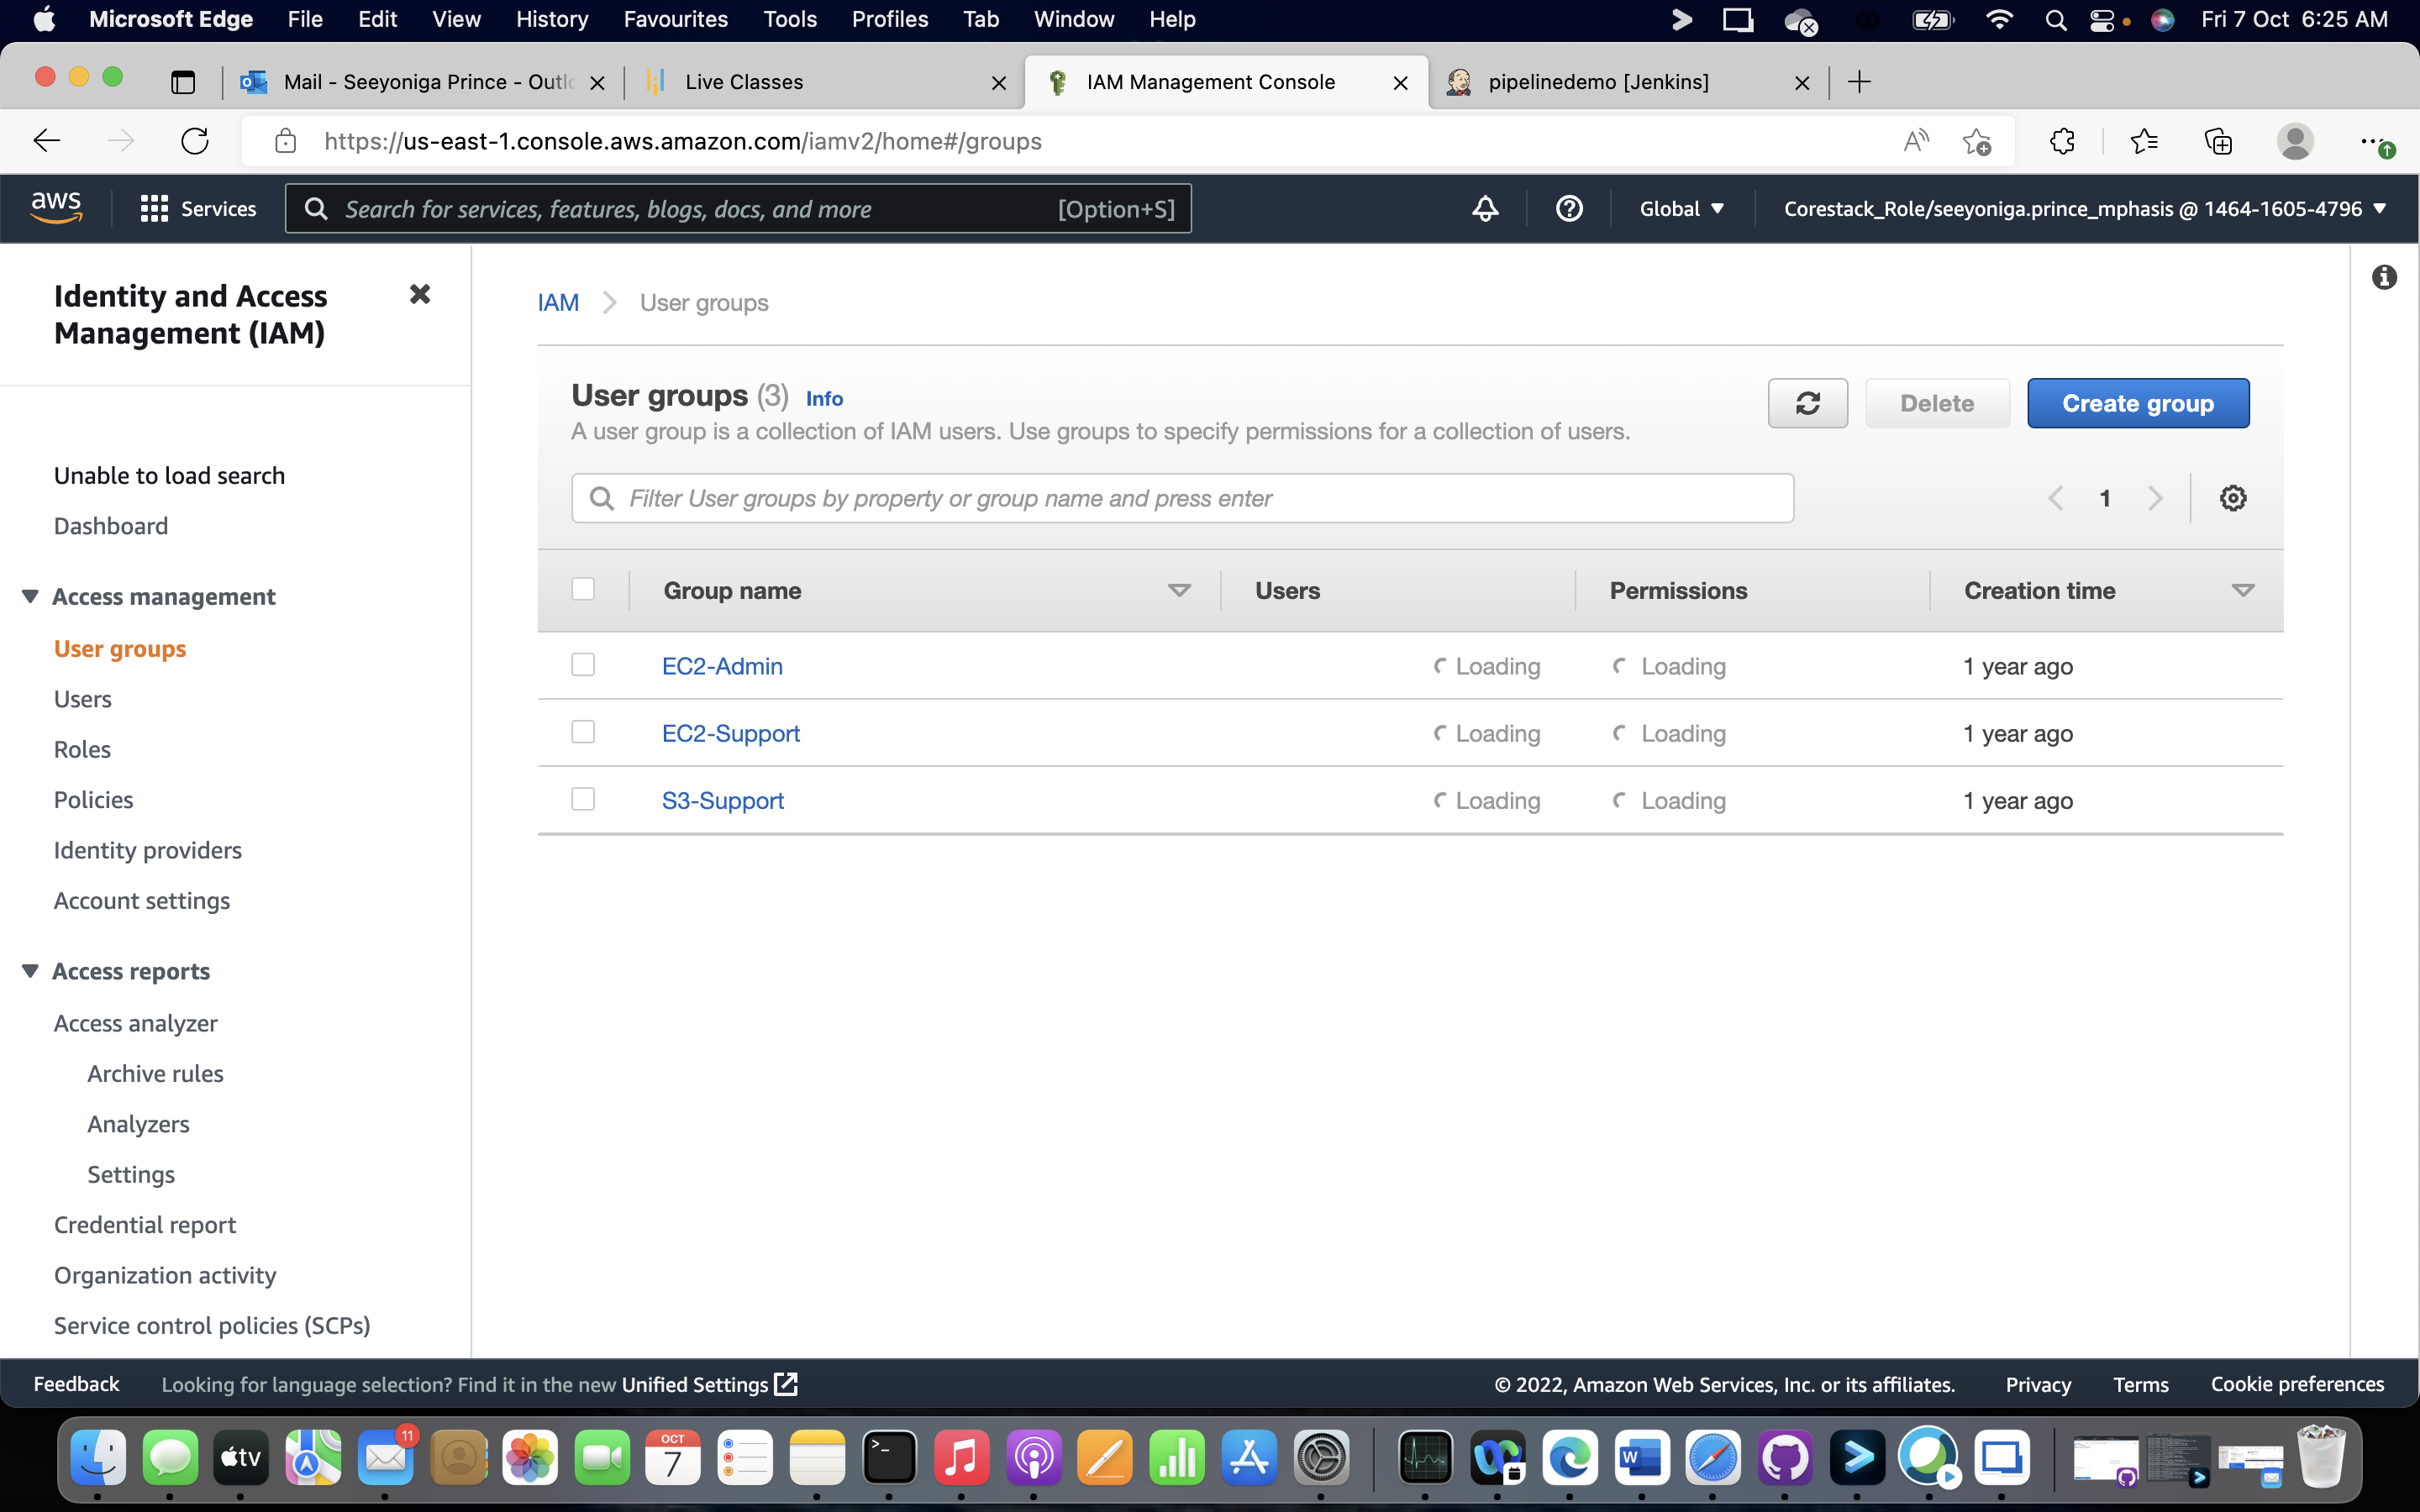 Microsoft Edge File Edit View History Favourites Tools Profiles Tab Window Help Fri 7 Oct 6:25 AM
Mail - Seeyoniga Prince - Outlo Live Classes IAM Management Console pipelinedemo [Jenkins]
https://us-east-1.console.aws.amazon.com/iamv2/home#/groups
aws Services Search for services, features, blogs, docs, and more [Option+S] Global Corestack_Role/seeyoniga.prince_mphasis @ 1464-1605-4796
Identity and Access
Management (IAM)
Unable to load search
Dashboard
Access management
User groups
Users
Roles
Policies
Identity providers
Account settings
Access reports
Access analyzer
Archive rules
Analyzers
Settings
Credential report
Organization activity
Service control policies (SCPs)
IAM User groups
User groups (3) Info
Delete Create group
A user group is a collection of IAM users. Use groups to specify permissions for a collection of users.
Filter User groups by property or group name and press enter
1
Group name Users Permissions Creation time
EC2-Admin Loading Loading 1 year ago
EC2-Support Loading Loading 1 year ago
S3-Support Loading Loading 1 year ago
Feedback Looking for language selection? Find it in the new Unified Settings © 2022, Amazon Web Services, Inc. or its affiliates. Privacy Terms Cookie preferences
tv 11 OCT 7 >_ W